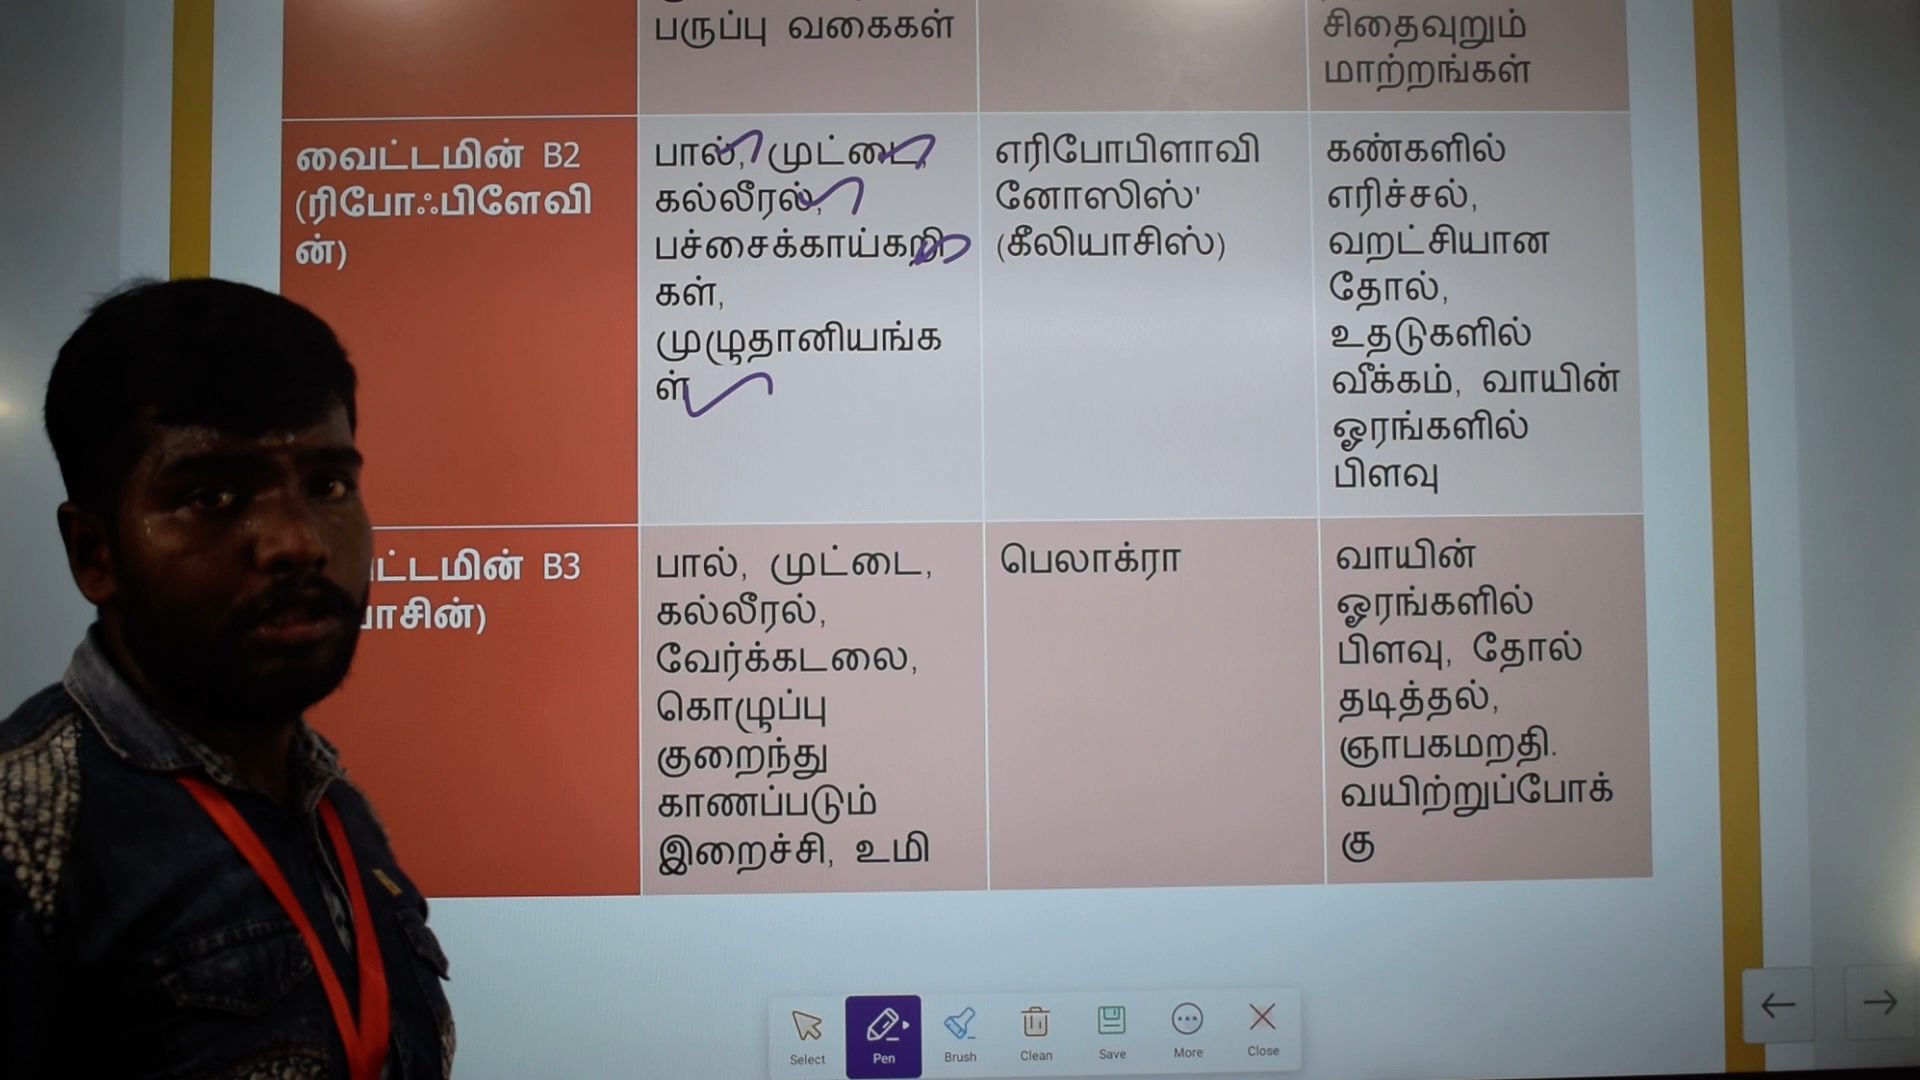 பருப்பு வகைகள்
சிதைவுறும்
மாற்றங்கள்
வைட்டமின் B2
(ரிபோஃபிளேவி
ன்)
பால், முட்டை,
கல்லீரல்,
பச்சைக்காய்கறி
கள்,
முழுதானியங்க
ள்
எரிபோபிளாவி
னோஸிஸ்'
(கீலியாசிஸ்)
கண்களில்
எரிச்சல்,
வறட்சியான
தோல்,
உதடுகளில்
வீக்கம், வாயின்
ஓரங்களில்
பிளவு
ட்டமின் B3
ாசின்)
பால், முட்டை,
கல்லீரல்,
வேர்க்கடலை,
கொழுப்பு
குறைந்து
காணப்படும்
இறைச்சி, உமி
பெலாக்ரா
வாயின்
ஓரங்களில்
பிளவு, தோல்
தடித்தல்,
ஞாபகமறதி.
வயிற்றுப்போக்
கு
Select
Pen
Brush
Clean
Save
More
Close